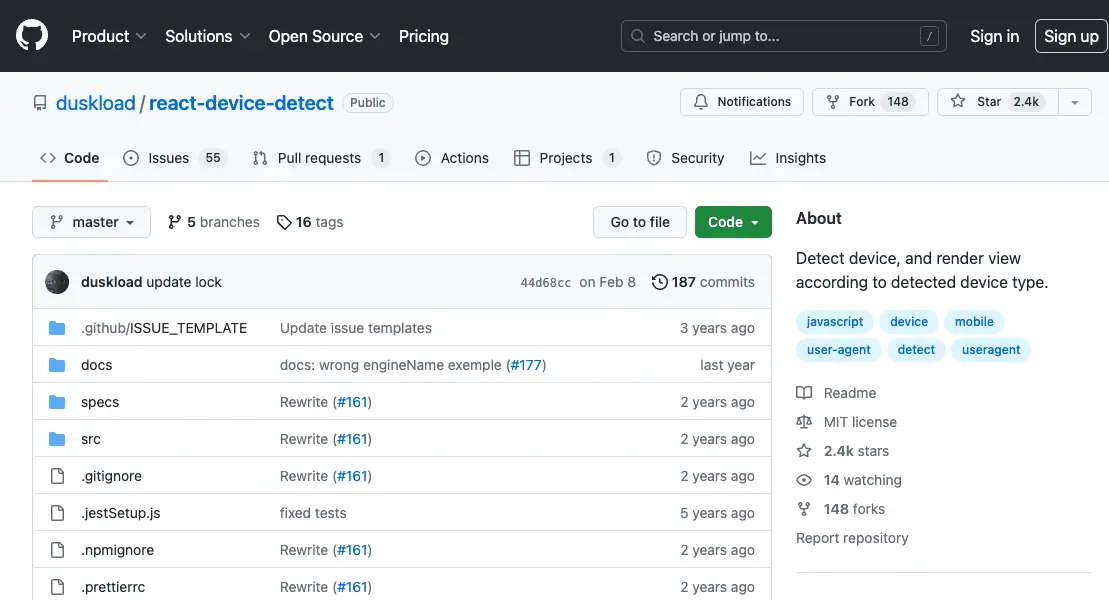 Product Solutions Open Source Pricing Search or jump to... / Sign in Sign up
duskload / react-device-detect Public Notifications Fork 148 Star 2.4k
Code Issues 55 Pull requests 1 Actions Projects 1 Security Insights
master 5 branches 16 tags Go to file Code
duskload update lock 44d68cc on Feb 8 187 commits
.github/ISSUE_TEMPLATE Update issue templates 3 years ago
docs docs: wrong engineName exemple (#177) last year
specs Rewrite (#161) 2 years ago
src Rewrite (#161) 2 years ago
.gitignore Rewrite (#161) 2 years ago
.jestSetup.js fixed tests 5 years ago
.npmignore Rewrite (#161) 2 years ago
.prettierrc Rewrite (#161) 2 years ago
About
Detect device, and render view
according to detected device type.
javascript device mobile
user-agent detect useragent
Readme
MIT license
2.4k stars
14 watching
148 forks
Report repository